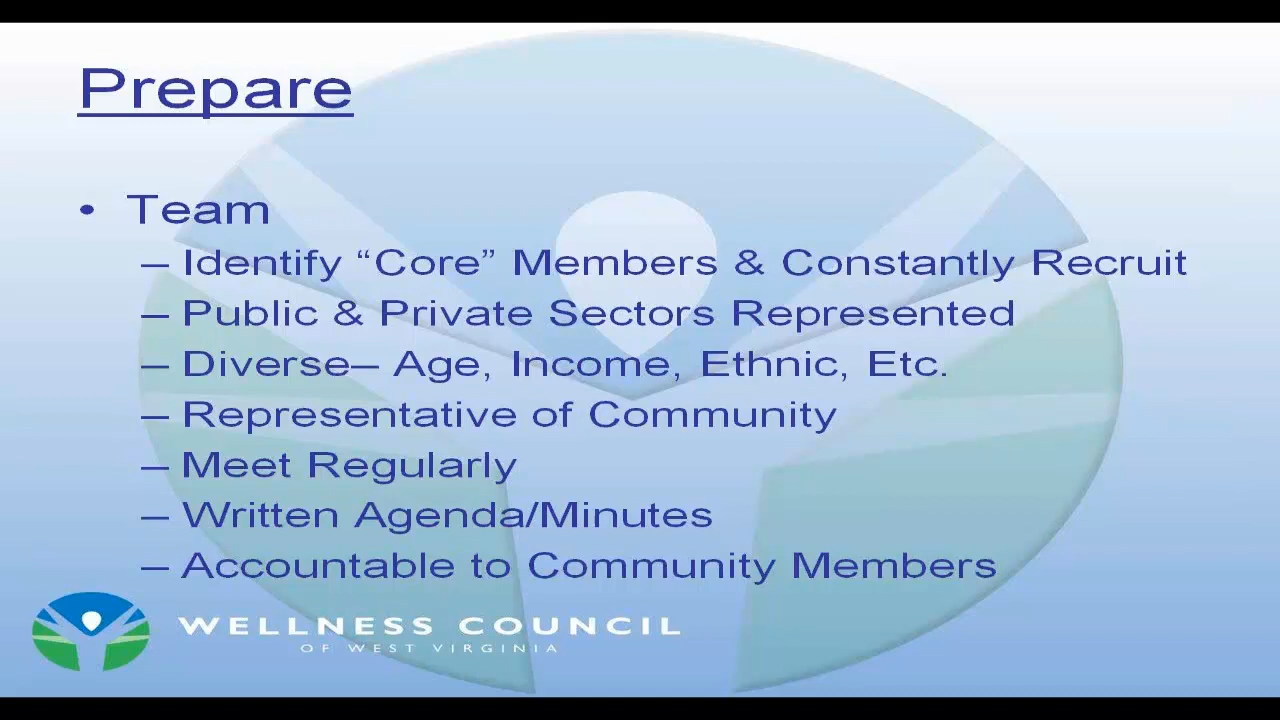 Prepare
• Team
– Identify “Core” Members & Constantly Recruit
– Public & Private Sectors Represented
– Diverse– Age, Income, Ethnic, Etc.
– Representative of Community
– Meet Regularly
– Written Agenda/Minutes
– Accountable to Community Members
WELLNESS COUNCIL
OF WEST VIRGINIA